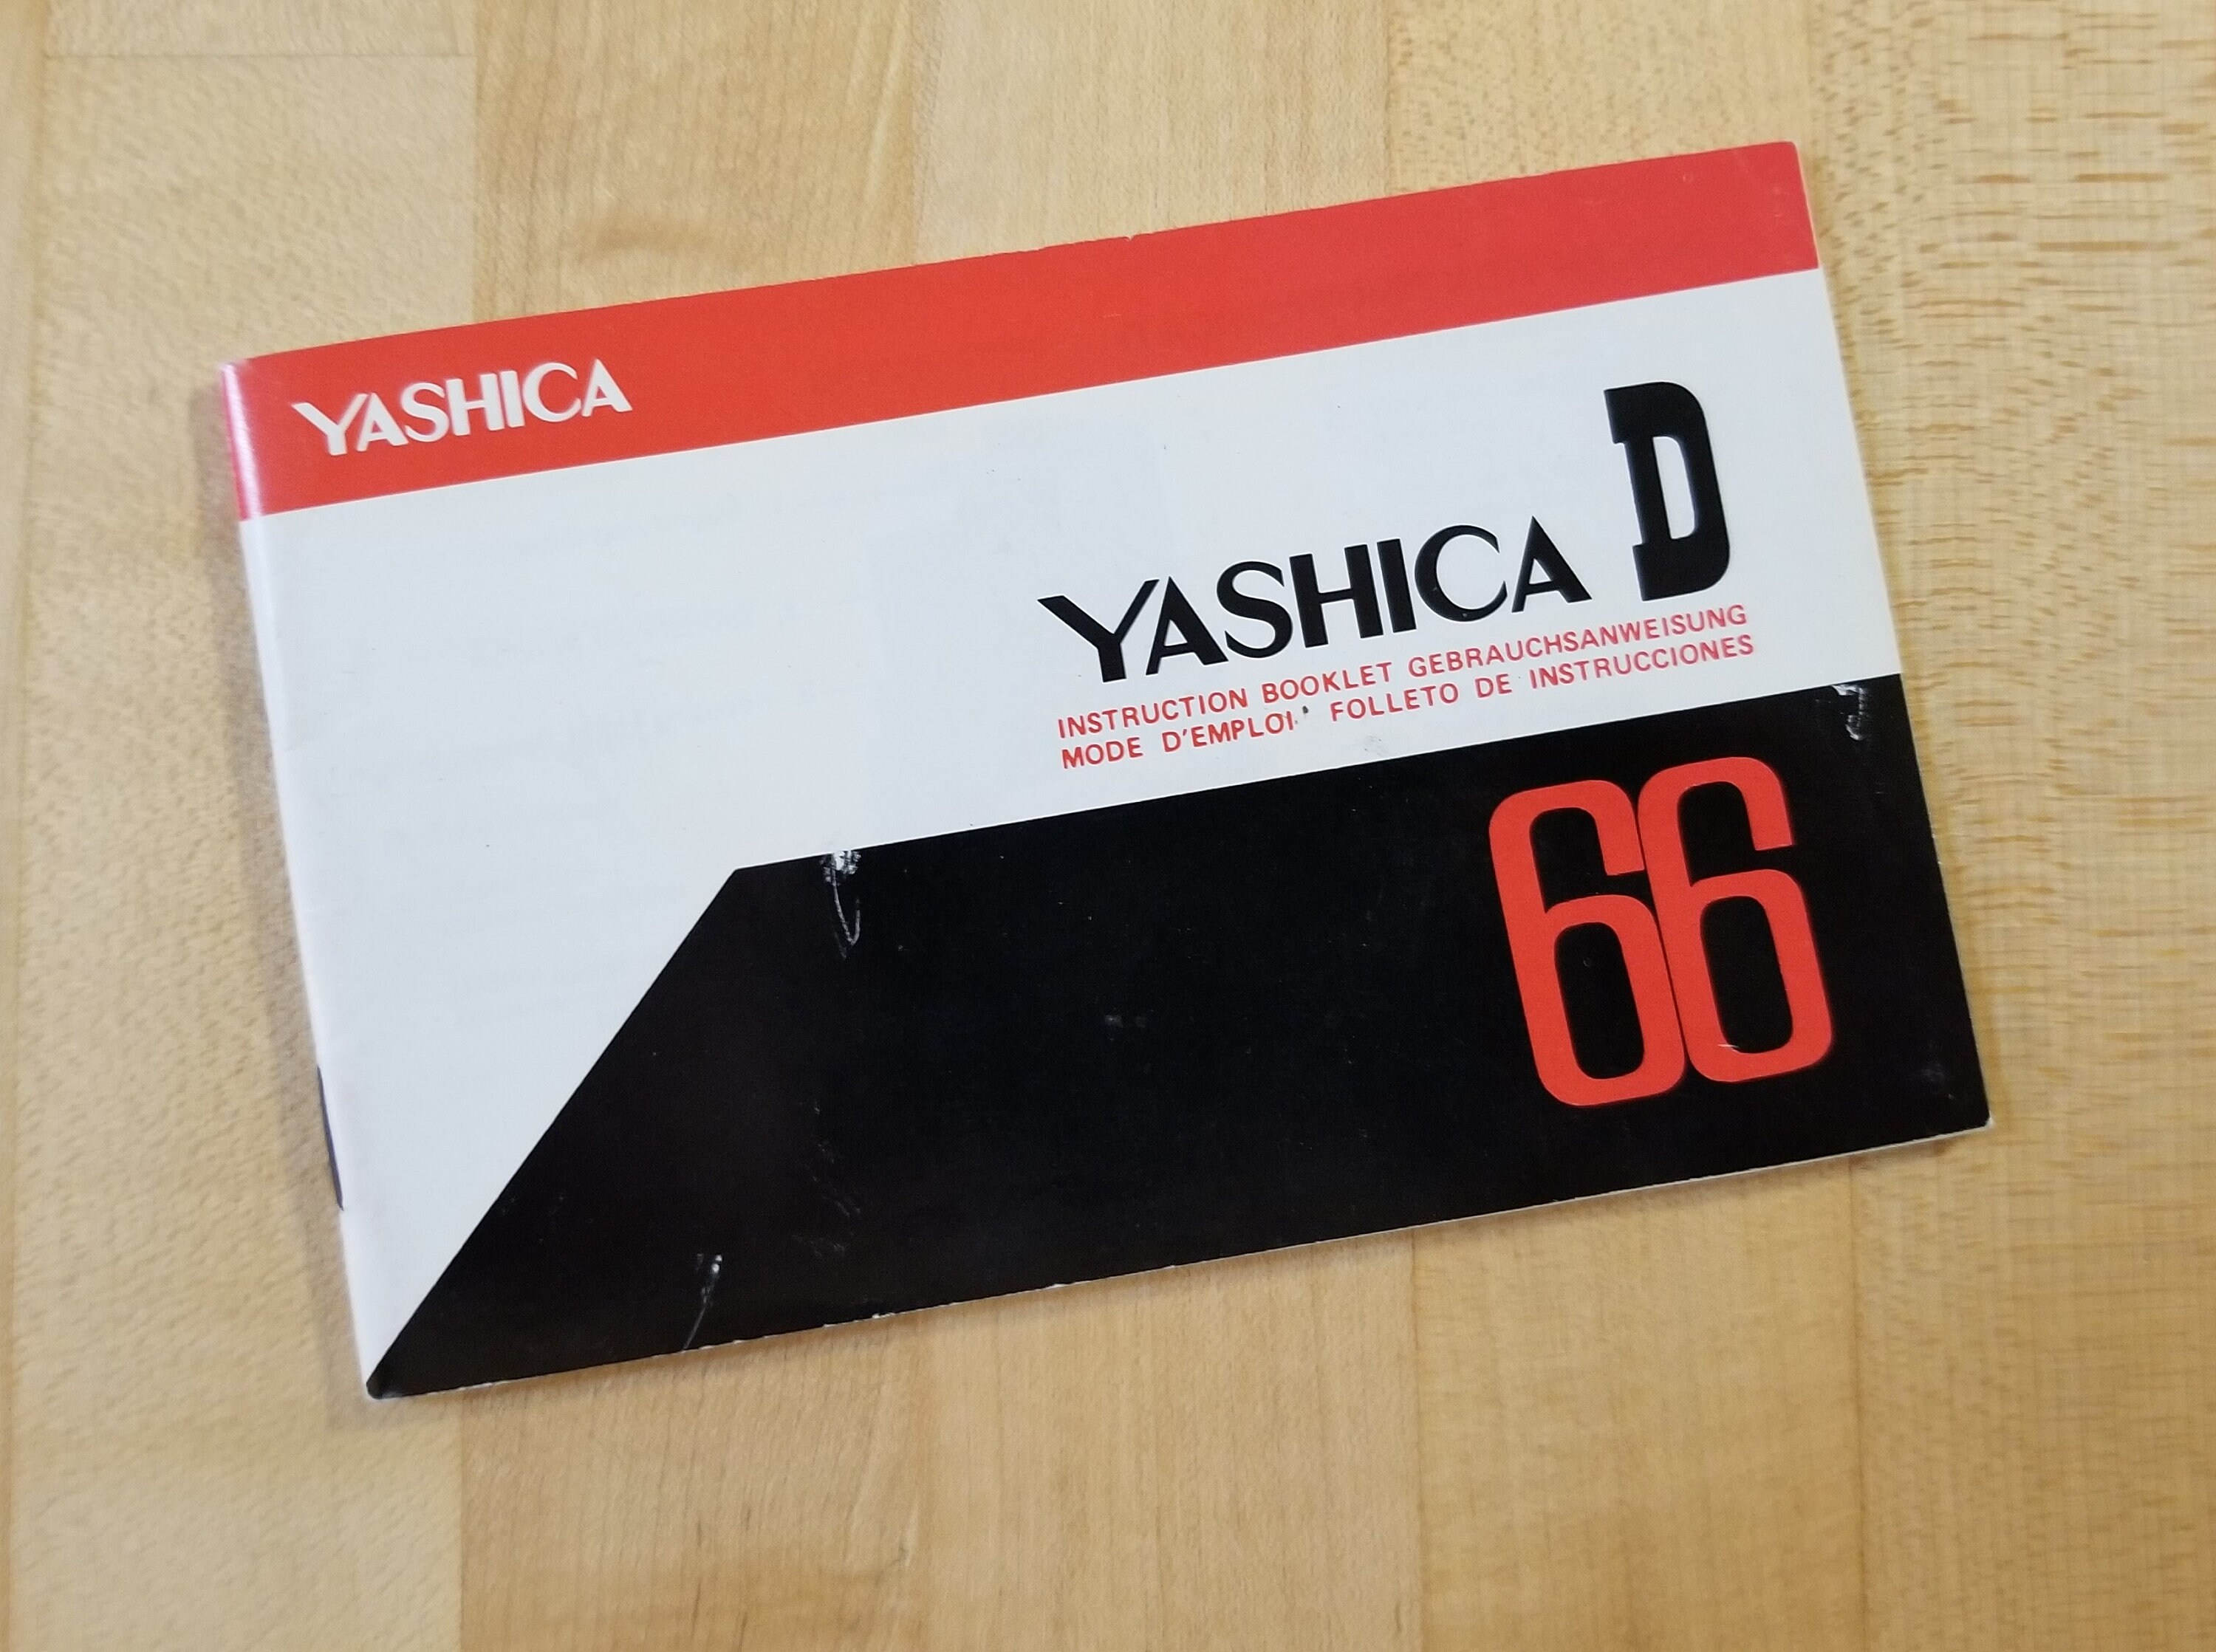 YASHICA
YASHICA D
INSTRUCTION BOOKLET GEBRAUCHSANWEISUNG
MODE D'EMPLOI FOLLETO DE INSTRUCCIONES
66